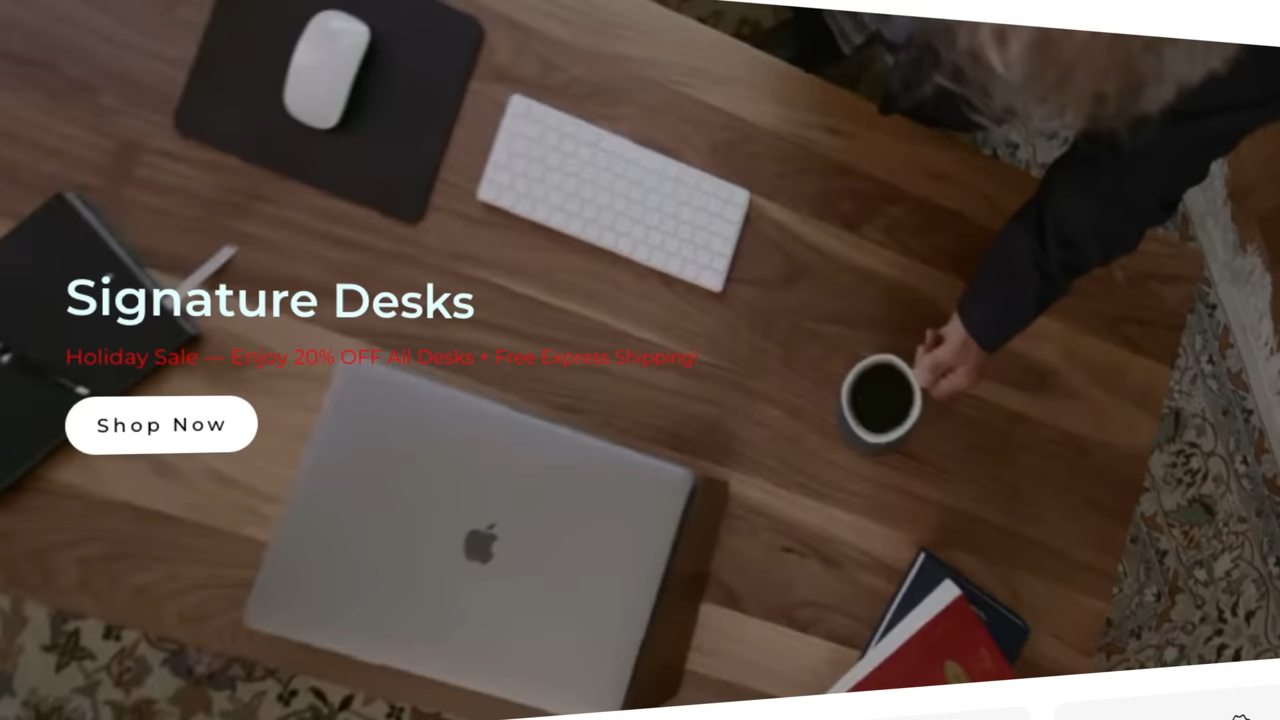 Signature Desks
Holiday Sale — Enjoy 20% OFF All Desks + Free Express Shipping!
Shop Now